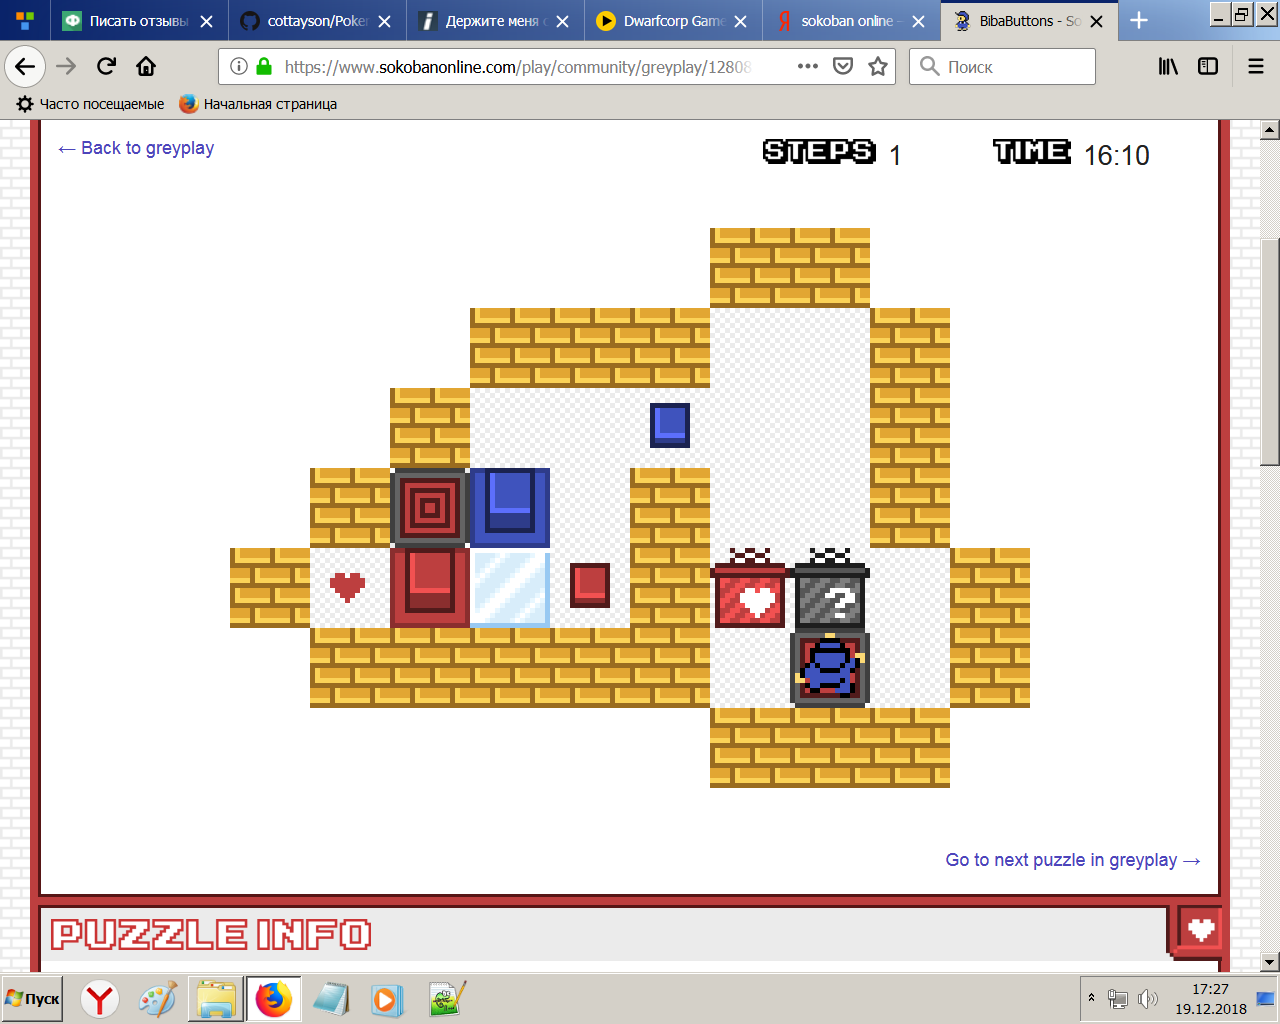 Писать отзывы
cottayson/Poker
Держите меня
Dwarfcorp Game
sokoban online -
BibaButtons - So
https://www.sokobanonline.com/play/community/greyplay/12808
Поиск
Часто посещаемые
Начальная страница
← Back to greyplay
STEPS 1
TIME 16:10
?
Go to next puzzle in greyplay →
PUZZLE INFO
Пуск
17:27
19.12.2018